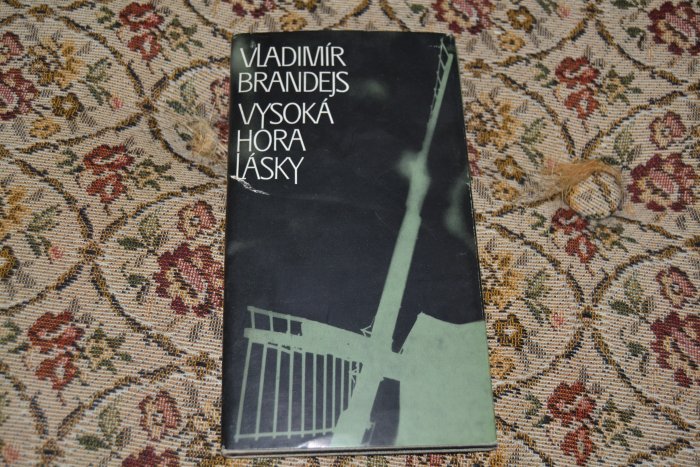 VLADIMÍR
BRANDEJS
VYSOKÁ
HORA
LÁSKY